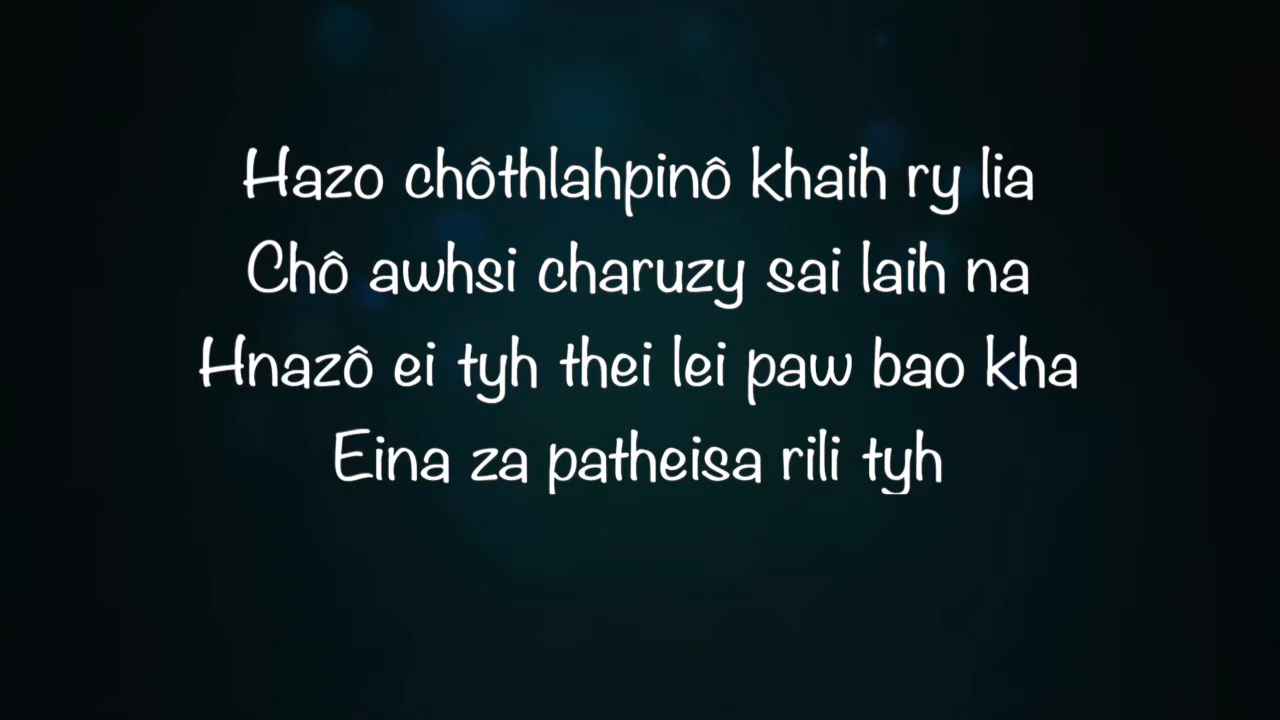 Hazo chôthlahpinô khaih ry lia
Chô awhsi charuzy sai laih na
Hnazô ei tyh thei lei paw bao kha
Eina za patheisa rili tyh